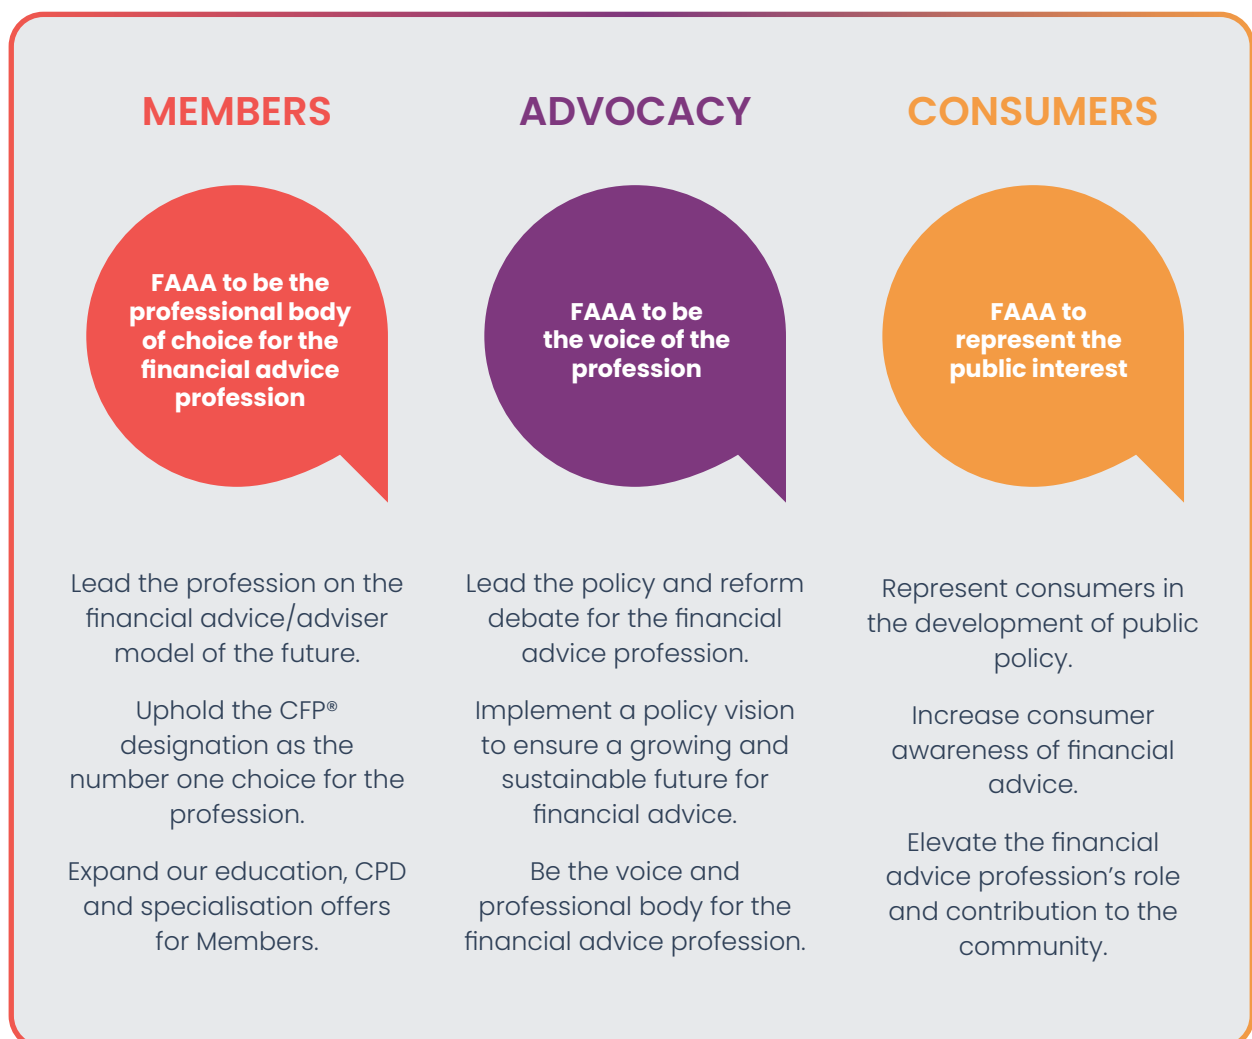 MEMBERS
FAAA to be the
professional body
of choice for the
financial advice
profession
Lead the profession on the
financial advice/adviser
model of the future.
Uphold the CFP®
designation as the
number one choice for the
profession.
Expand our education, CPD
and specialisation offers
for Members.
ADVOCACY
FAAA to be
the voice of the
profession
Lead the policy and reform
debate for the financial
advice profession.
Implement a policy vision
to ensure a growing and
sustainable future for
financial advice.
Be the voice and
professional body for the
financial advice profession.
CONSUMERS
FAAA to
represent the
public interest
Represent consumers in
the development of public
policy.
Increase consumer
awareness of financial
advice.
Elevate the financial
advice profession’s role
and contribution to the
community.